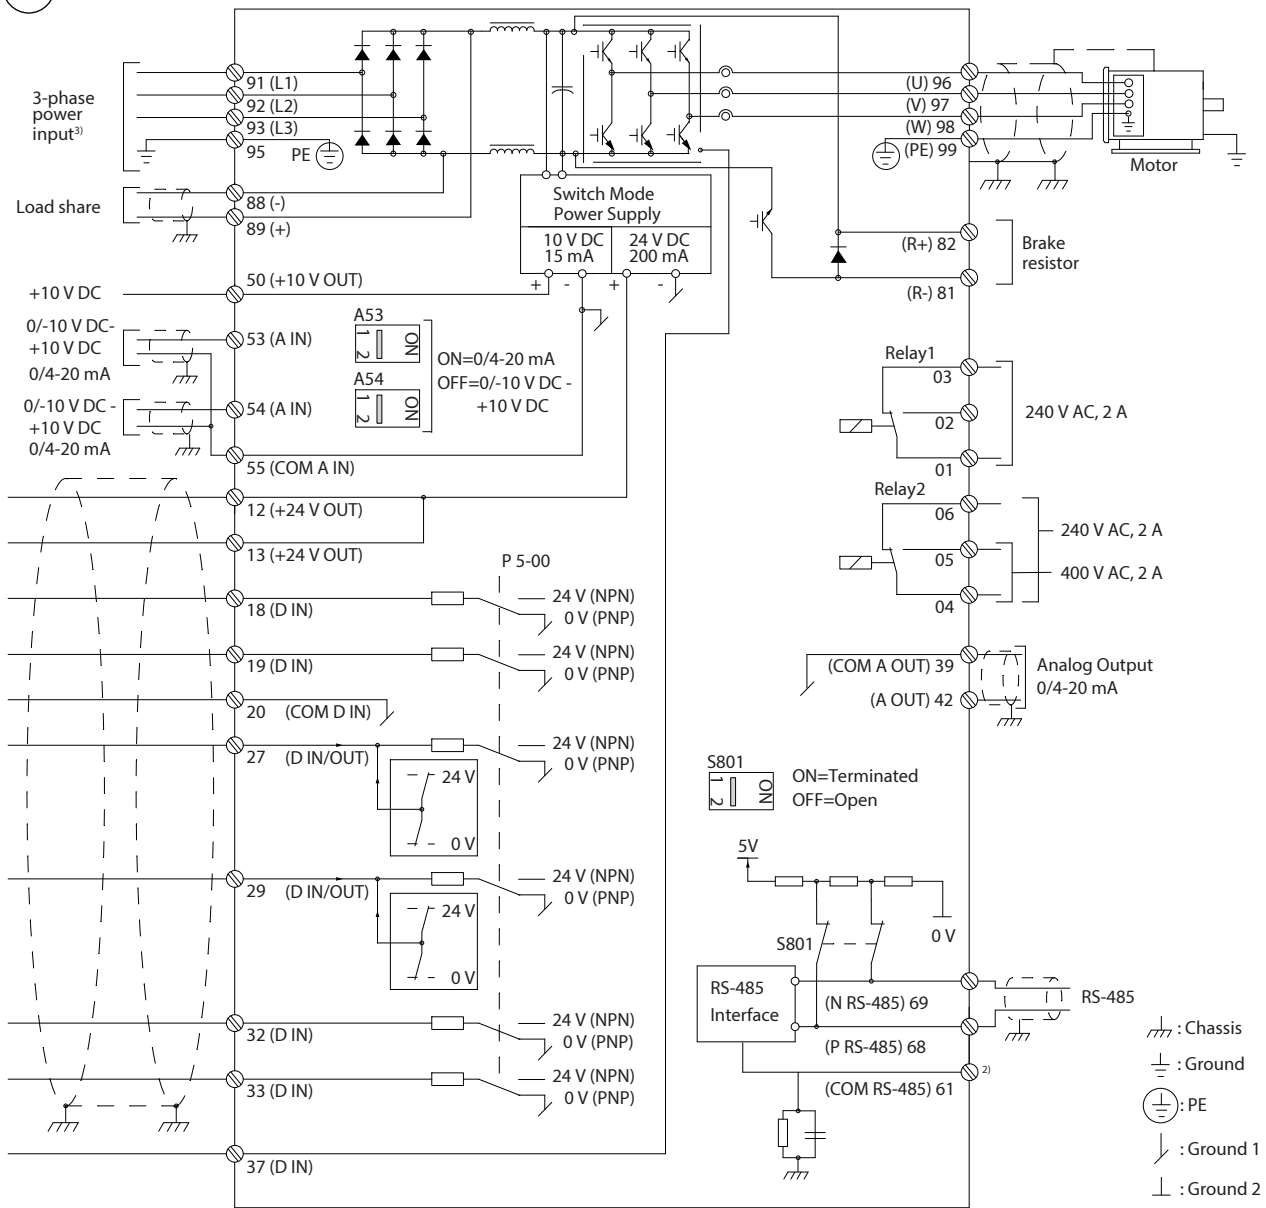 3-phase
power
input3)
91 (L1)
92 (L2)
93 (L3)
95
PE
Load share
88 (-)
89 (+)
Switch Mode
Power Supply
10 V DC
15 mA
24 V DC
200 mA
+ - + -
(U) 96
(V) 97
(W) 98
(PE) 99
Motor
(R+) 82
(R-) 81
Brake
resistor
+10 V DC
50 (+10 V OUT)
0/-10 V DC-
+10 V DC
0/4-20 mA
53 (A IN)
0/-10 V DC -
+10 V DC
0/4-20 mA
54 (A IN)
55 (COM A IN)
A53
1
2
ON
A54
1
2
ON
ON=0/4-20 mA
OFF=0/-10 V DC -
+10 V DC
Relay1
03
02
01
240 V AC, 2 A
Relay2
06
05
04
240 V AC, 2 A
400 V AC, 2 A
12 (+24 V OUT)
13 (+24 V OUT)
P 5-00
18 (D IN)
24 V (NPN)
0 V (PNP)
19 (D IN)
24 V (NPN)
0 V (PNP)
20 (COM D IN)
27 (D IN/OUT)
24 V (NPN)
0 V (PNP)
24 V
0 V
29 (D IN/OUT)
24 V (NPN)
0 V (PNP)
24 V
0 V
32 (D IN)
24 V (NPN)
0 V (PNP)
33 (D IN)
24 V (NPN)
0 V (PNP)
37 (D IN)
(COM A OUT) 39
(A OUT) 42
Analog Output
0/4-20 mA
S801
1
2
ON
ON=Terminated
OFF=Open
5V
S801
0 V
RS-485
Interface
(N RS-485) 69
(P RS-485) 68
(COM RS-485) 61
2)
RS-485
: Chassis
: Ground
: PE
: Ground 1
: Ground 2